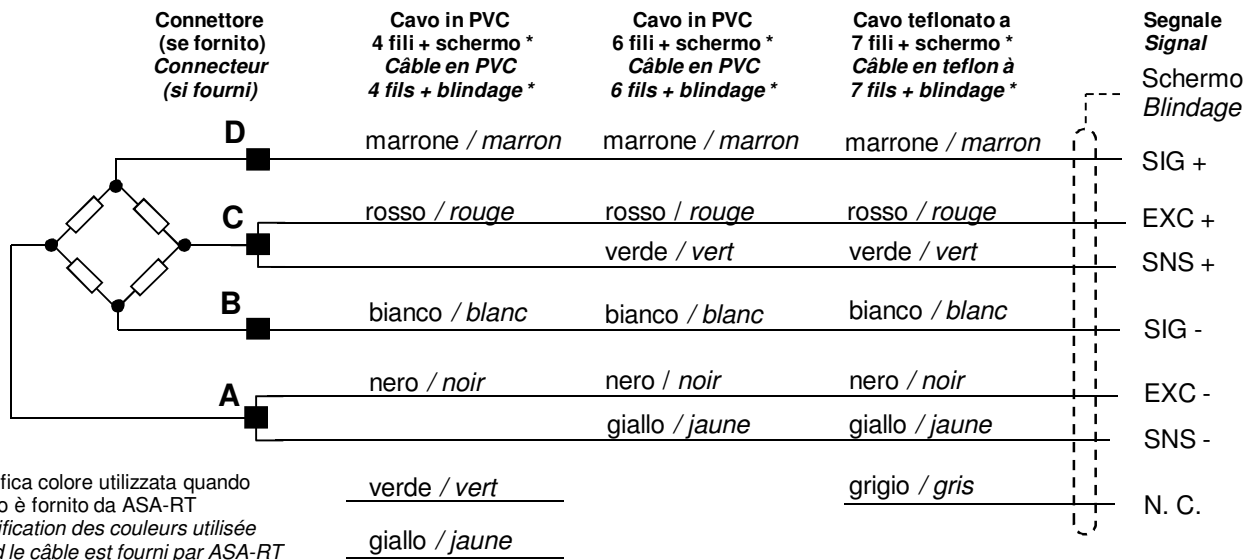 Connettore
(se fornito)
Connecteur
(si fourni)
Cavo in PVC
4 fili + schermo *
Câble en PVC
4 fils + blindage *
Cavo in PVC
6 fili + schermo *
Câble en PVC
6 fils + blindage *
Cavo teflonato a
7 fili + schermo *
Câble en teflon à
7 fils + blindage *
Segnale
Signal
Schermo
Blindage
D
marrone / marron
marrone / marron
marrone / marron
SIG +
C
rosso / rouge
rosso / rouge
rosso / rouge
EXC +
verde / vert
verde / vert
SNS +
B
bianco / blanc
bianco / blanc
bianco / blanc
SIG -
A
nero / noir
nero / noir
nero / noir
EXC -
giallo / jaune
giallo / jaune
SNS -
fica colore utilizzata quando
o è fornito da ASA-RT
ification des couleurs utilisée
d le câble est fourni par ASA-RT
verde / vert
grigio / gris
N. C.
giallo / jaune